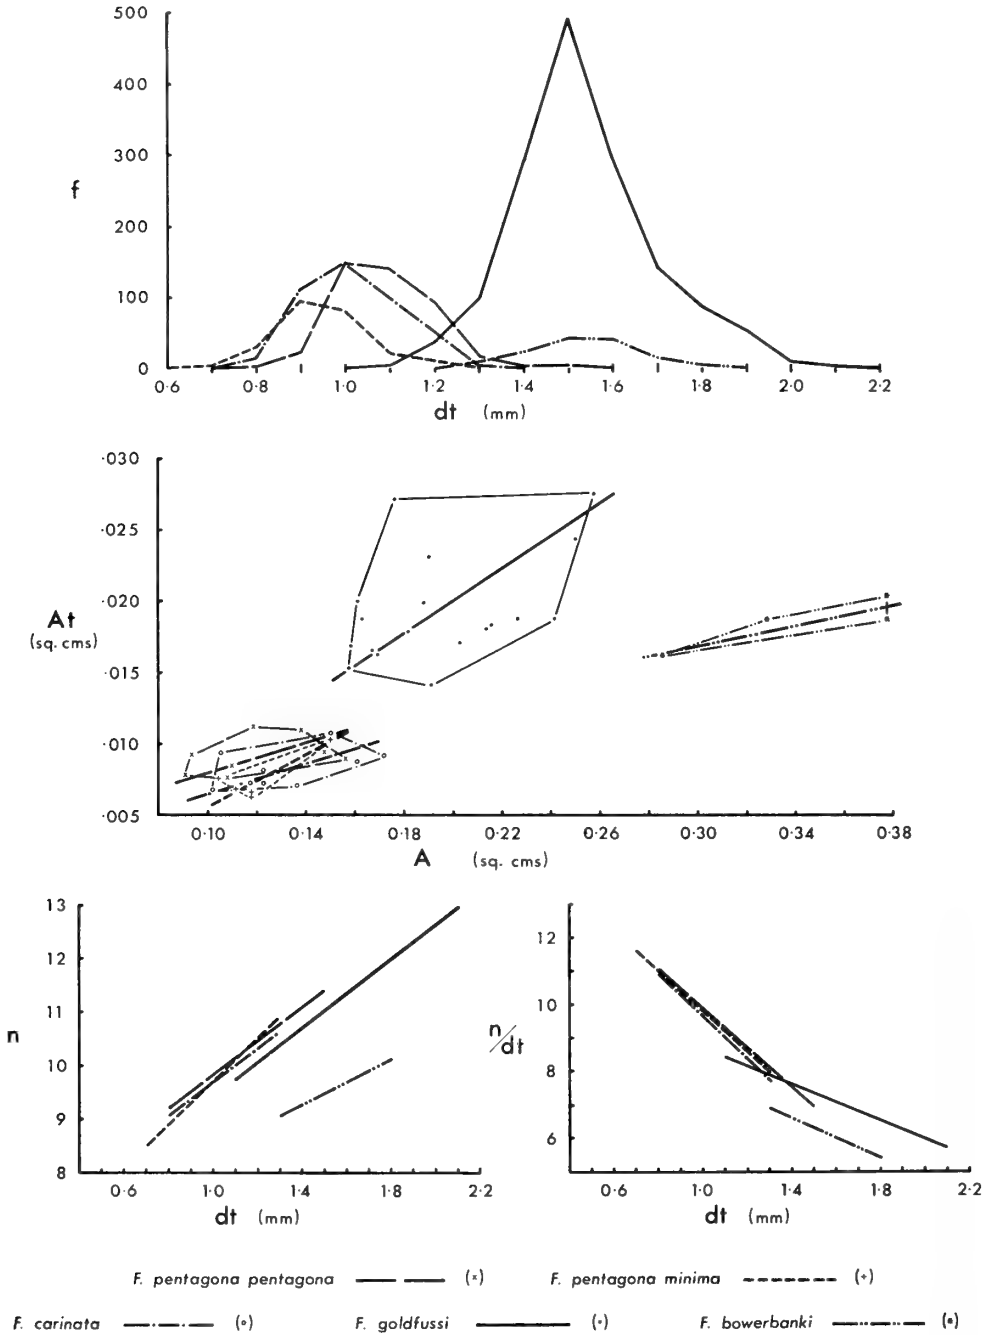 500
400
300
f
200
100
0
0·6 0·8 1·0 1·2 1·4 1·6 1·8 2·0 2·2
dt (mm)
·030
·025
·020
At
(sq. cms)
·015
·010
·005
0·10 0·14 0·18 0·22 0·26 0·30 0·34 0·38
A (sq. cms)
13
12
11
n
10
9
8
0·6 1·0 1·4 1·8 2·2
dt (mm)
12
10
n/dt
8
6
0·6 1·0 1·4 1·8 2·2
dt (mm)
F. pentagona pentagona (×) F. pentagona minima (+)
F. carinata (o) F. goldfussi (·) F. bowerbanki (▪)